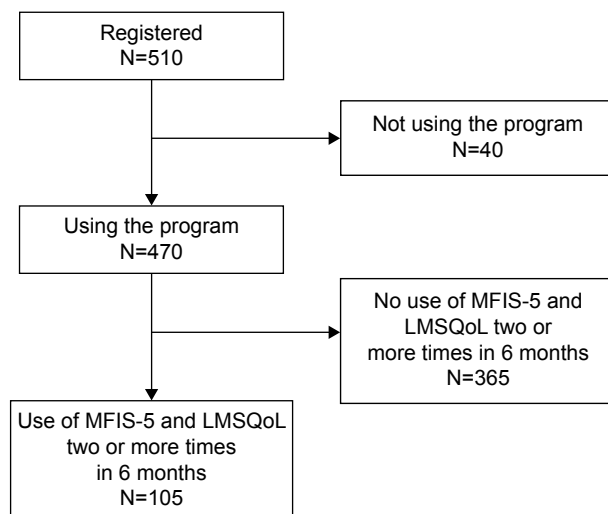 Registered
N=510
Not using the program
N=40
Using the program
N=470
No use of MFIS-5 and
LMSQoL two or
more times in 6 months
N=365
Use of MFIS-5 and LMSQoL
two or more times
in 6 months
N=105